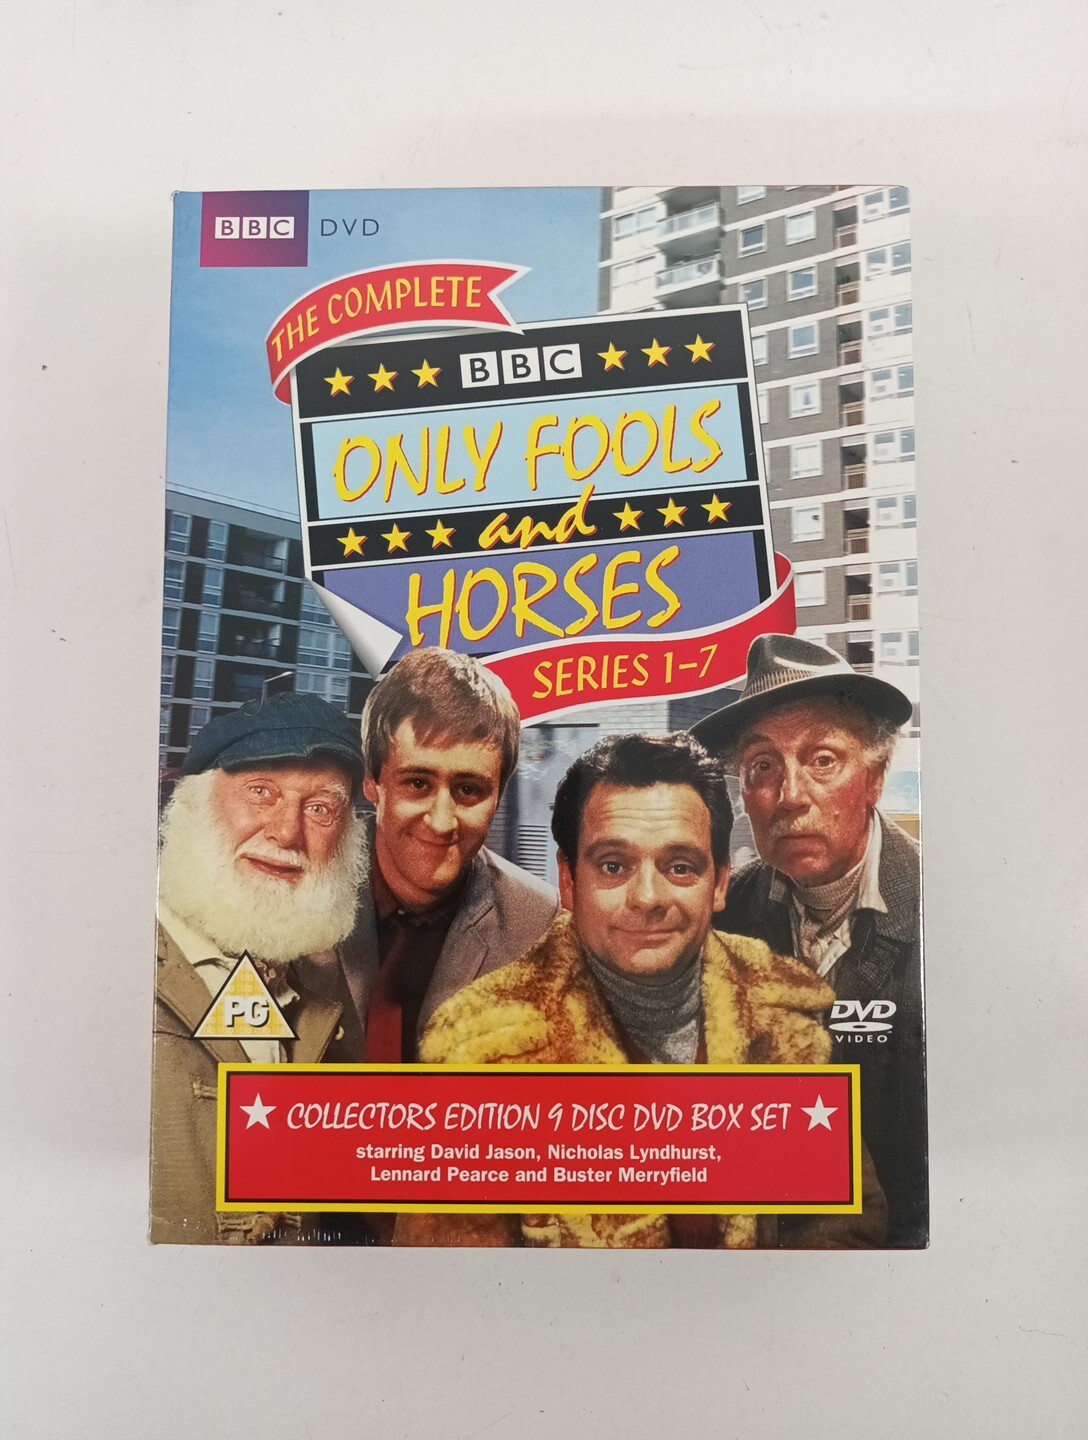 BBC DVD
THE COMPLETE
BBC
ONLY FOOLS
and
HORSES
SERIES 1-7
PG
DVD
VIDEO
COLLECTORS EDITION 9 DISC DVD BOX SET
starring David Jason, Nicholas Lyndhurst,
Lennard Pearce and Buster Merryfield